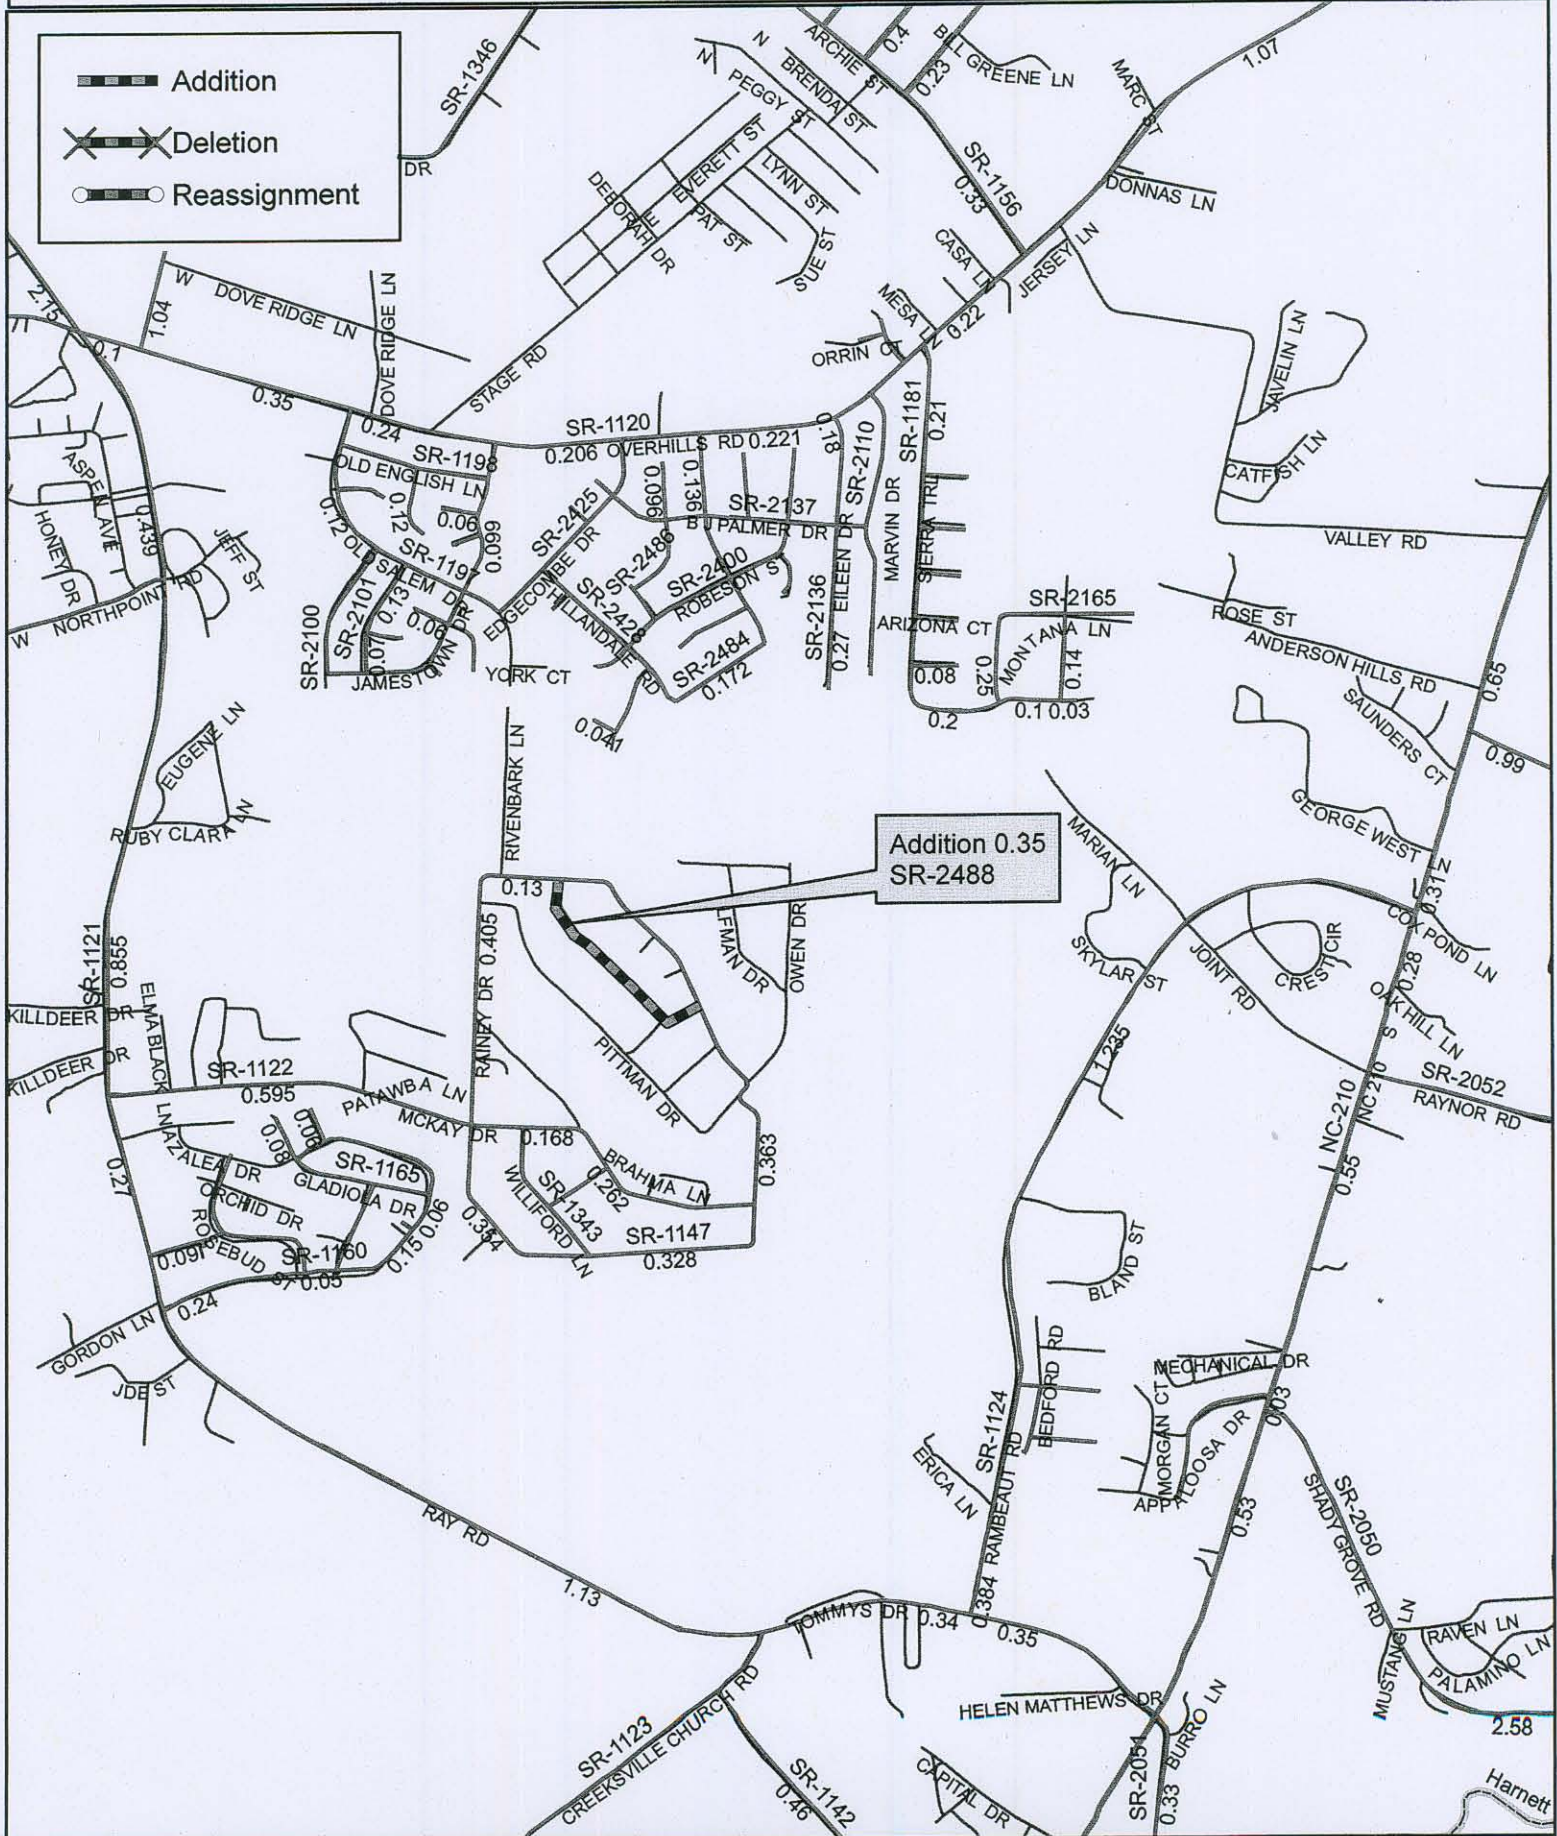 Addition
Deletion
Reassignment
SR-1346
DR
N
N
PEGGY ST
BRENDA ST
ARCHIE ST
0.4
0.23
BILL GREENE LN
MARC ST
1.07
EVERETT ST
E
DEBORAH DR
PAT ST
LYNN ST
SUE ST
SR-1156
0.33
DONNAS LN
JERSEY LN
CASA LN
MESA LN
0.22
ORRIN CT
2.15
1.04
W DOVE RIDGE LN
DOVE RIDGE LN
STAGE RD
0.1
0.35
0.24
SR-1120
0.206 OVERHILLS RD 0.221
0.18
SR-1181
0.21
JAVELIN LN
CATFISH LN
VALLEY RD
SR-1198
OLD ENGLISH LN
0.12
0.12
0.06
0.099
SR-1197
OLD SALEM DR
SR-2425
EDGECOMBE DR
0.096
0.136
SR-2137
B J PALMER DR
SR-2110
MARVIN DR
SIERRA TRL
SR-2486
SR-2400
ROBESON ST
SR-2428
HILLANDALE RD
SR-2484
0.172
0.041
SR-2136
0.27 EILEEN DR
ASPEN AVE
HONEY DR
0.439
JEFF ST
W NORTHPOINT RD
SR-2100
SR-2101
0.13
0.07
0.06
JAMESTOWN DR
YORK CT
ARIZONA CT
SR-2165
MONTANA LN
0.08
0.25
0.14
0.2
0.1 0.03
ROSE ST
ANDERSON HILLS RD
SAUNDERS CT
0.65
0.99
EUGENE LN
RUBY CLARA LN
RIVENBARK LN
GEORGE WEST LN
MARIAN LN
Addition 0.35
SR-2488
0.13
RAINEY DR 0.405
OWEN DR
0.31
COX POND LN
0.28
OAK HILL LN
SKYLAR ST
JOINT RD
CREST CIR
SR-1121
0.855
KILLDEER DR
KILLDEER DR
ELMA BLACK LN
SR-1122
0.595
PATAWBA LN
MCKAY DR
PITTMAN DR
1.235
S
NC-210
NC 210
SR-2052
RAYNOR RD
0.55
0.27
AZALEA DR
0.08
0.06
SR-1165
GLADIOLA DR
ORCHID DR
ROSEBUD ST
0.091
SR-1160
0.05
0.15
0.06
0.24
0.168
0.262
SR-1343
WILLIFORD LN
BRAHMA LN
SR-1147
0.328
0.354
0.363
BLAND ST
GORDON LN
JOE ST
BEDFORD RD
MECHANICAL DR
0.03
MORGAN CT
APPALOOSA DR
SR-1124
RAMBEAUT RD
0.384
ERICA LN
RAY RD
1.13
0.53
SR-2050
SHADY GROVE RD
MUSTANG LN
RAVEN LN
PALAMINO LN
2.58
TOMMYS DR
0.34
0.35
HELEN MATTHEWS DR
BURRO LN
SR-2051
0.33
SR-1123
CREEKSVILLE CHURCH RD
SR-1142
0.46
CAPITAL DR
Harnett